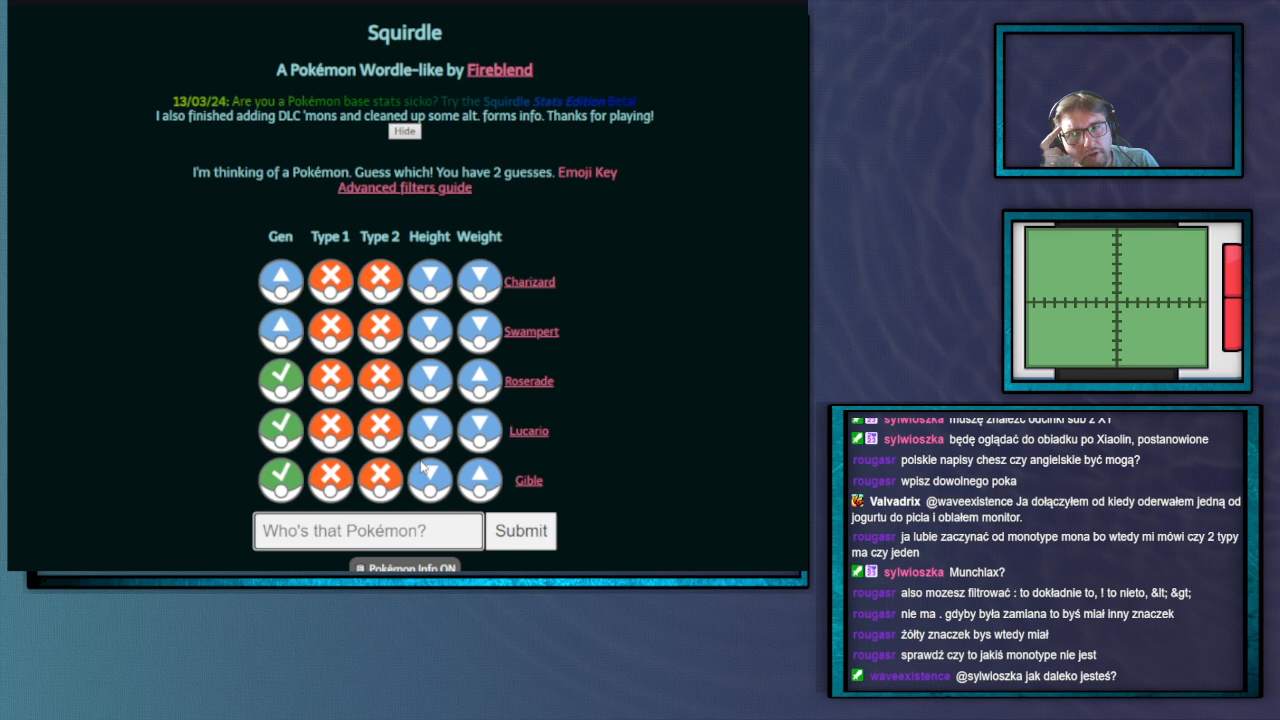 Squirdle
A Pokémon Wordle-like by Fireblend
13/03/24: Are you a Pokémon base stats sicko? Try the Squirdle Stats Edition Beta!
I also finished adding DLC 'mons and cleaned up some alt. forms info. Thanks for playing!
Hide
I'm thinking of a Pokémon. Guess which! You have 2 guesses. Emoji Key
Advanced filters guide
Gen Type 1 Type 2 Height Weight
Charizard
Swampert
Roserade
Lucario
Gible
Who's that Pokémon? Submit
Pokémon Info ON
sylwioszka muszę znaleźć odcinki sub z XY
sylwioszka będę oglądać do obiadku po Xiaolin, postanowione
rougasr polskie napisy chesz czy angielskie być mogą?
rougasr wpisz dowolnego poka
Valvadrix @waveexistence Ja dołączyłem od kiedy oderwałem jedną od
jogurtu do picia i oblałem monitor.
rougasr ja lubie zaczynać od monotype mona bo wtedy mi mówi czy 2 typy
ma czy jeden
sylwioszka Munchlax?
rougasr also mozesz filtrować : to dokładnie to, ! to nieto, &lt; &gt;
rougasr nie ma . gdyby była zamiana to byś miał inny znaczek
rougasr żółty znaczek bys wtedy miał
rougasr sprawdź czy to jakiś monotype nie jest
waveexistence @sylwioszka jak daleko jesteś?